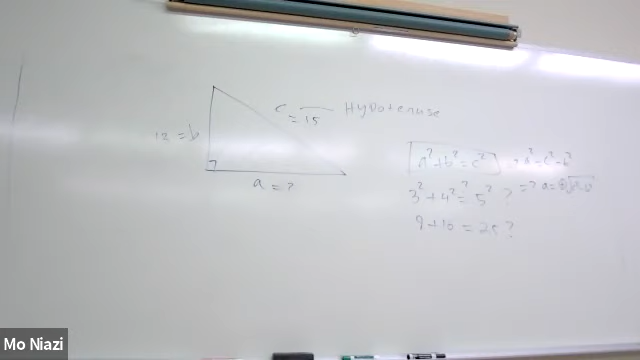 c — Hypotenuse
= 15
12 = b
a = ?
a² + b² = c² → a² = c² - b²
3² + 4² = 5² ? => a =
9 + 16 = 25 ?
Mo Niazi